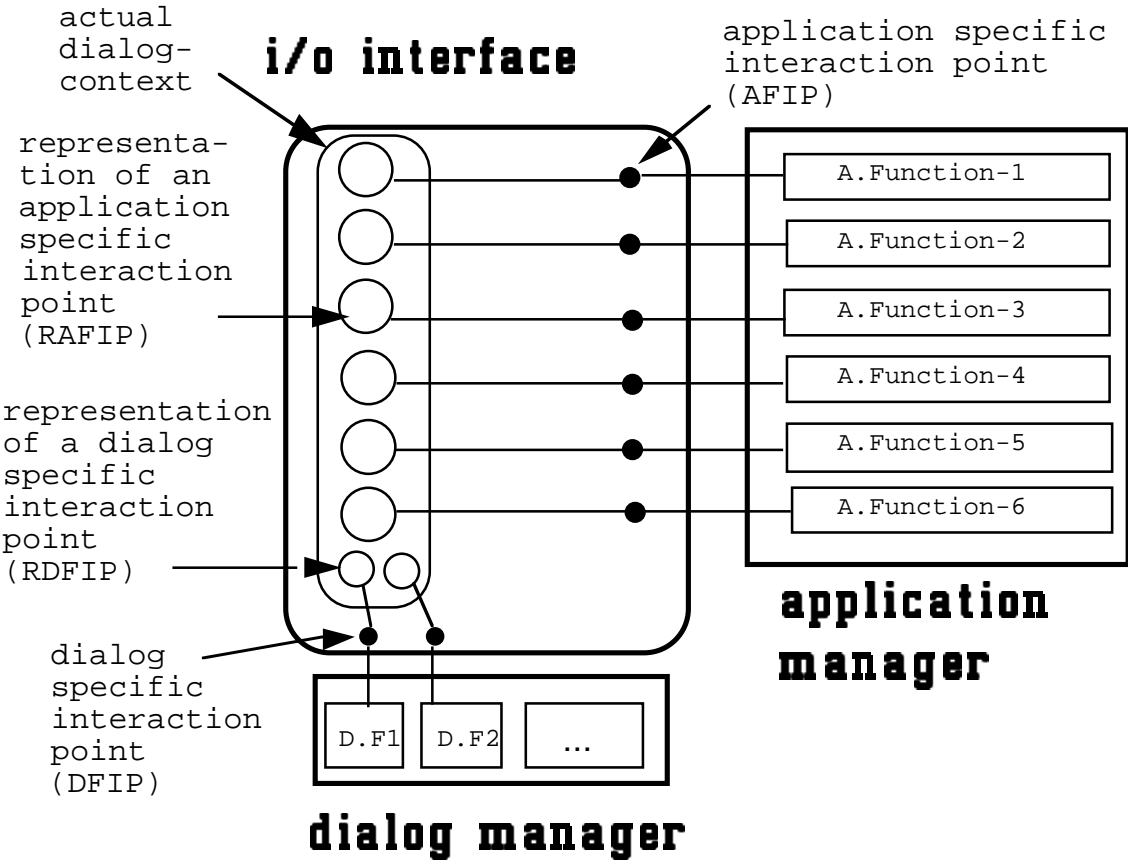 actual
dialog-
context
i/o interface
application specific
interaction point
(AFIP)
representa-
tion of an
application
specific
interaction
point
(RAFIP)
A.Function-1
A.Function-2
A.Function-3
A.Function-4
A.Function-5
A.Function-6
representation
of a dialog
specific
interaction
point
(RDFIP)
application
manager
dialog
specific
interaction
point
(DFIP)
D.F1
D.F2
...
dialog manager